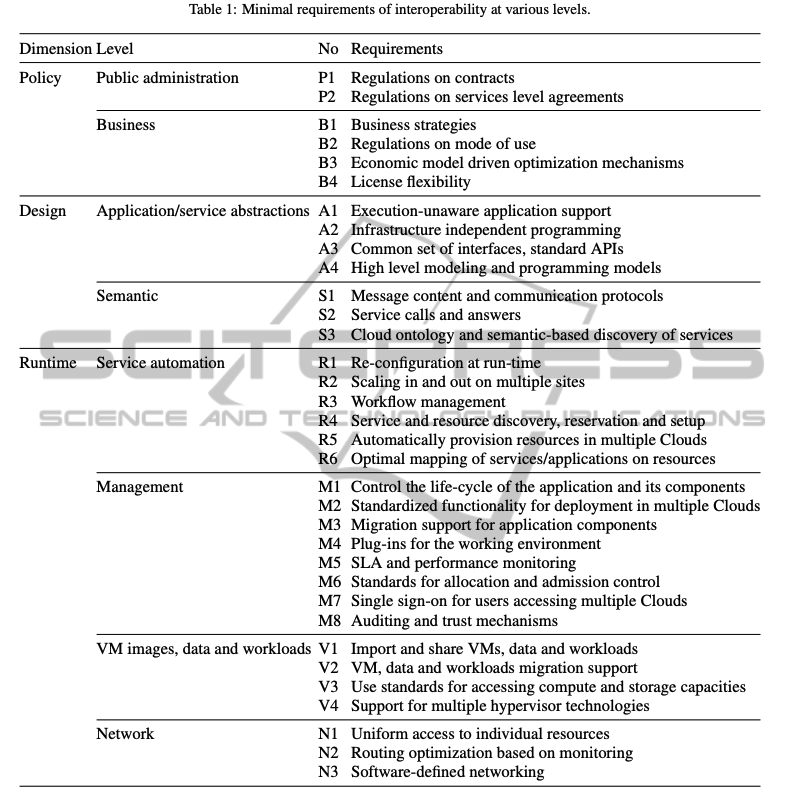 Table 1: Minimal requirements of interoperability at various levels.
Dimension Level No Requirements
Policy Public administration P1 Regulations on contracts
P2 Regulations on services level agreements
Business B1 Business strategies
B2 Regulations on mode of use
B3 Economic model driven optimization mechanisms
B4 License flexibility
Design Application/service abstractions A1 Execution-unaware application support
A2 Infrastructure independent programming
A3 Common set of interfaces, standard APIs
A4 High level modeling and programming models
Semantic S1 Message content and communication protocols
S2 Service calls and answers
S3 Cloud ontology and semantic-based discovery of services
SCITEPRESS
Runtime Service automation R1 Re-configuration at run-time
R2 Scaling in and out on multiple sites
R3 Workflow management
SCIENCE AND TECHNOLOGY PUBLICATIONS
R4 Service and resource discovery, reservation and setup
R5 Automatically provision resources in multiple Clouds
R6 Optimal mapping of services/applications on resources
Management M1 Control the life-cycle of the application and its components
M2 Standardized functionality for deployment in multiple Clouds
M3 Migration support for application components
M4 Plug-ins for the working environment
M5 SLA and performance monitoring
M6 Standards for allocation and admission control
M7 Single sign-on for users accessing multiple Clouds
M8 Auditing and trust mechanisms
VM images, data and workloads V1 Import and share VMs, data and workloads
V2 VM, data and workloads migration support
V3 Use standards for accessing compute and storage capacities
V4 Support for multiple hypervisor technologies
Network N1 Uniform access to individual resources
N2 Routing optimization based on monitoring
N3 Software-defined networking